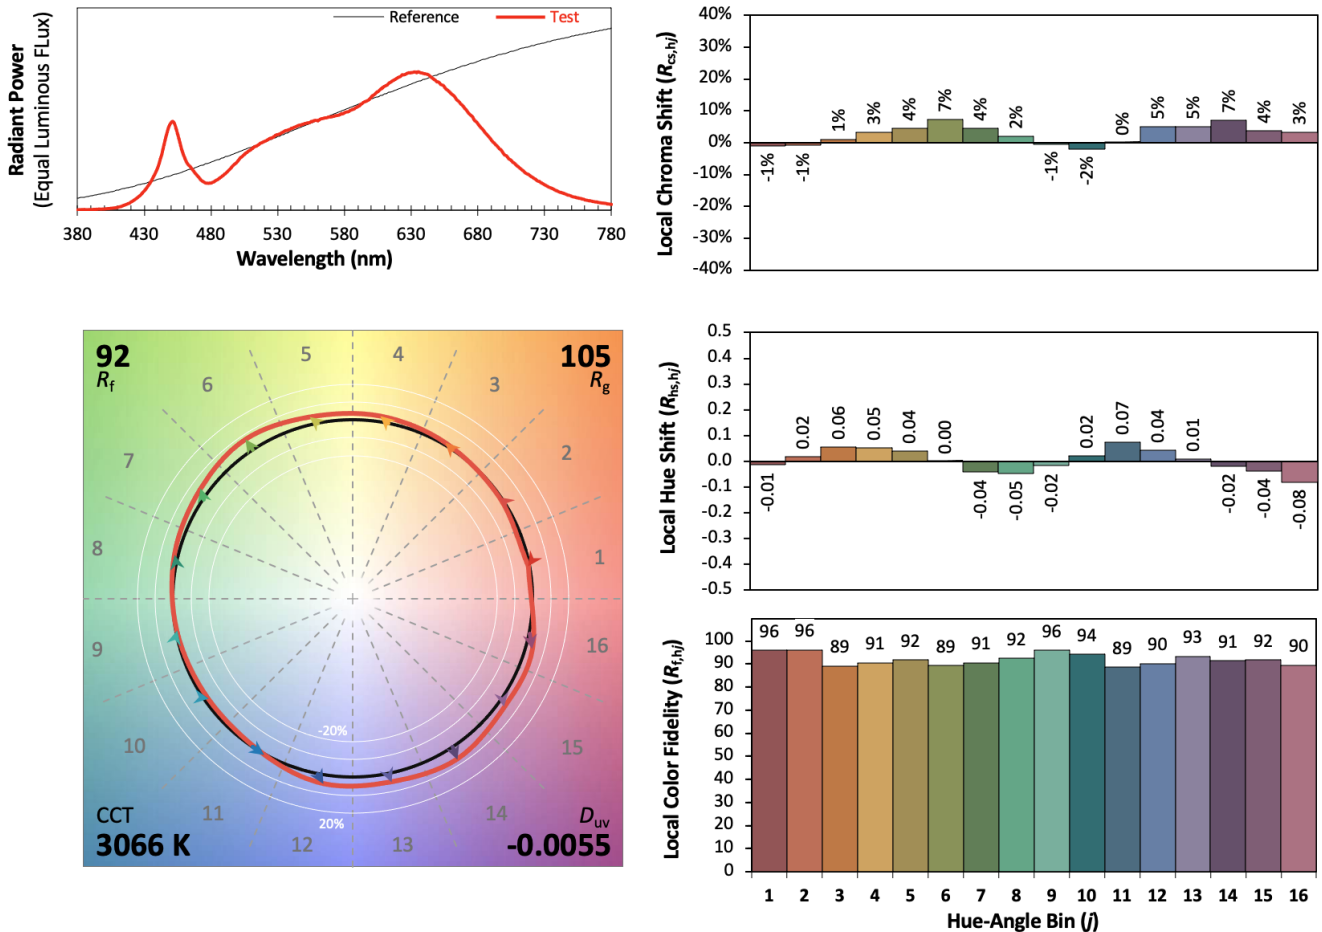 Radiant Power
(Equal Luminous FLux)
Reference
Test
380 430 480 530 580 630 680 730 780
Wavelength (nm)
Local Chroma Shift (Rcs,hj)
40%
30%
20%
10%
0%
-10%
-20%
-30%
-40%
-1% -1% 1% 3% 4% 7% 4% 2% -1% -2% 0% 5% 5% 7% 4% 3%
92
Rf
105
Rg
5 4
6 3
7 2
8 1
9 16
10 15
11 14
12 13
-20%
20%
CCT
3066 K
Duv
-0.0055
Local Hue Shift (Rhs,hj)
0.5
0.4
0.3
0.2
0.1
0.0
-0.1
-0.2
-0.3
-0.4
-0.5
-0.01 0.02 0.06 0.05 0.04 0.00 -0.04 -0.05 -0.02 0.02 0.07 0.04 0.01 -0.02 -0.04 -0.08
Local Color Fidelity (Rf,hj)
100
90
80
70
60
50
40
30
20
10
0
96 96 89 91 92 89 91 92 96 94 89 90 93 91 92 90
1 2 3 4 5 6 7 8 9 10 11 12 13 14 15 16
Hue-Angle Bin (j)